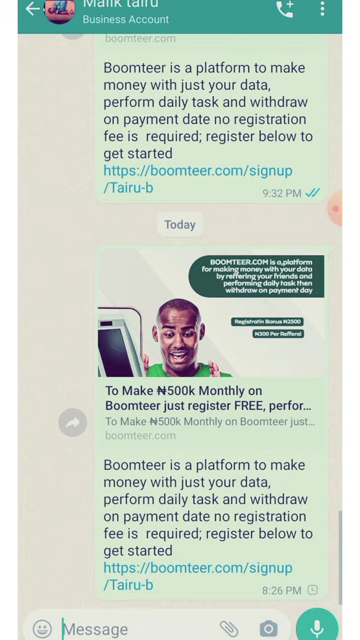 Malik tairu
Business Account
boomteer.com
Boomteer is a platform to make
money with just your data,
perform daily task and withdraw
on payment date no registration
fee is required; register below to
get started
https://boomteer.com/signup
/Tairu-b
9:32 PM
Today
BOOMTEER.COM is a,platform
for making money with your data
by reffering your friends and
performing daily task then
withdraw on payment day
Registratin Bonus N2500
N300 Per Refferal
To Make ₦500k Monthly on
Boomteer just register FREE, perfor...
To Make ₦500k Monthly on Boomteer just...
boomteer.com
Boomteer is a platform to make
money with just your data,
perform daily task and withdraw
on payment date no registration
fee is required; register below to
get started
https://boomteer.com/signup
/Tairu-b
8:26 PM
Message